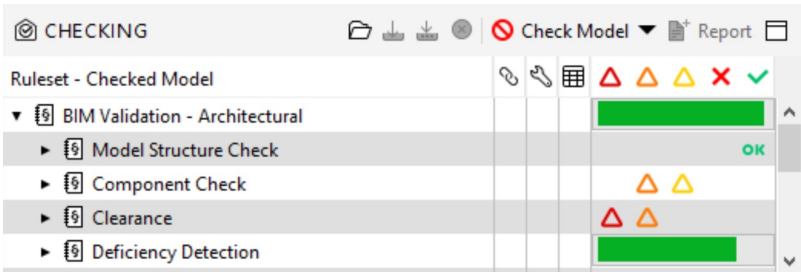 CHECKING Check Model Report
Ruleset - Checked Model
BIM Validation - Architectural
Model Structure Check OK
Component Check
Clearance
Deficiency Detection